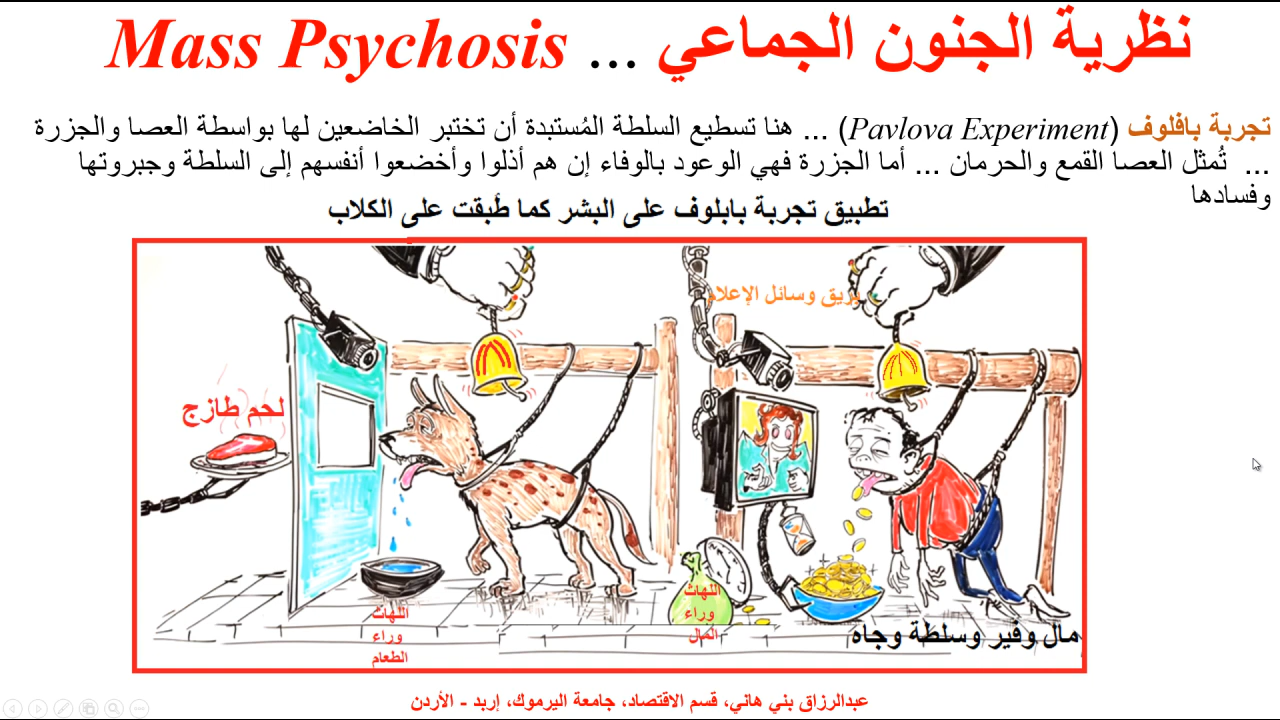 نظرية الجنون الجماعي ... Mass Psychosis
تجربة بافلوف (Pavlova Experiment) ... هنا تسطيع السلطة المُستبدة أن تختبر الخاضعين لها بواسطة العصا والجزرة
... تُمثل العصا القمع والحرمان ... أما الجزرة فهي الوعود بالوفاء إن هم أذلوا وأخضعوا أنفسهم إلى السلطة وجبروتها
وفسادها
تطبيق تجربة بابلوف على البشر كما طُبقت على الكلاب
بريق وسائل الإعلام
لحم طازج
اللهاث
وراء
المال
اللهاث
وراء
الطعام
مال وفير وسلطة وجاه
عبدالرزاق بني هاني، قسم الاقتصاد، جامعة اليرموك، إربد - الأردن